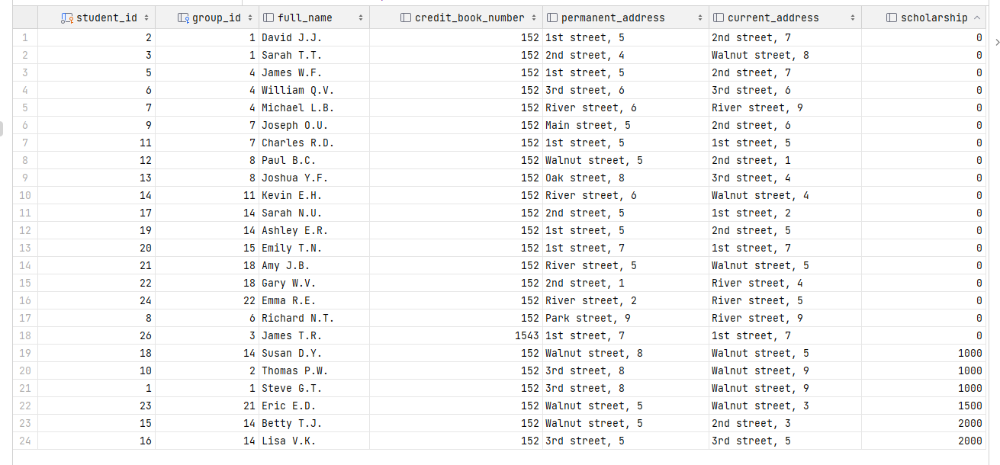 student_id group_id full_name credit_book_number permanent_address current_address scholarship
1 2 1 David J.J. 152 1st street, 5 2nd street, 7 0
2 3 1 Sarah T.T. 152 2nd street, 4 Walnut street, 8 0
3 5 4 James W.F. 152 1st street, 5 2nd street, 7 0
4 6 4 William Q.V. 152 3rd street, 6 3rd street, 6 0
5 7 4 Michael L.B. 152 River street, 6 River street, 9 0
6 9 7 Joseph O.U. 152 Main street, 5 2nd street, 6 0
7 11 7 Charles R.D. 152 1st street, 5 1st street, 5 0
8 12 8 Paul B.C. 152 Walnut street, 5 2nd street, 1 0
9 13 8 Joshua Y.F. 152 Oak street, 8 3rd street, 4 0
10 14 11 Kevin E.H. 152 River street, 6 Walnut street, 4 0
11 17 14 Sarah N.U. 152 2nd street, 5 1st street, 2 0
12 19 14 Ashley E.R. 152 1st street, 5 2nd street, 5 0
13 20 15 Emily T.N. 152 1st street, 7 1st street, 7 0
14 21 18 Amy J.B. 152 River street, 5 Walnut street, 5 0
15 22 18 Gary W.V. 152 2nd street, 1 River street, 4 0
16 24 22 Emma R.E. 152 River street, 2 River street, 5 0
17 8 6 Richard N.T. 152 Park street, 9 River street, 9 0
18 26 3 James T.R. 1543 1st street, 7 1st street, 7 0
19 18 14 Susan D.Y. 152 Walnut street, 8 Walnut street, 5 1000
20 10 2 Thomas P.W. 152 3rd street, 8 Walnut street, 9 1000
21 1 1 Steve G.T. 152 3rd street, 8 Walnut street, 9 1000
22 23 21 Eric E.D. 152 Walnut street, 5 Walnut street, 3 1500
23 15 14 Betty T.J. 152 Walnut street, 5 2nd street, 3 2000
24 16 14 Lisa V.K. 152 3rd street, 5 3rd street, 5 2000